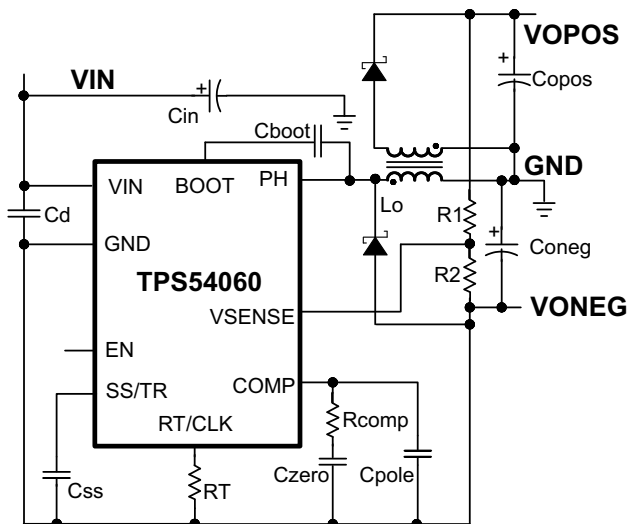 VOPOS
VIN
+
Copos
+
Cin
Cboot
GND
VIN
BOOT
PH
Lo
R1
+
Cd
GND
Coneg
TPS54060
R2
VSENSE
VONEG
EN
COMP
SS/TR
Rcomp
RT/CLK
Czero
Cpole
Css
RT